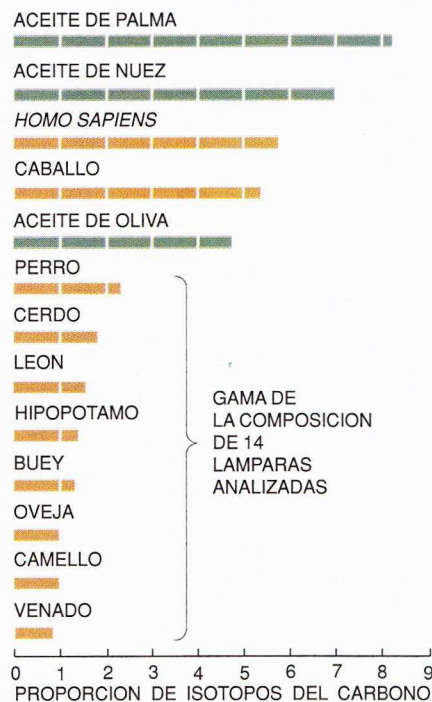 ACEITE DE PALMA
ACEITE DE NUEZ
HOMO SAPIENS
CABALLO
ACEITE DE OLIVA
PERRO
CERDO
LEON
HIPOPOTAMO
BUEY
OVEJA
CAMELLO
VENADO
GAMA DE
LA COMPOSICION
DE 14
LAMPARAS
ANALIZADAS
0 1 2 3 4 5 6 7 8 9
PROPORCION DE ISOTOPOS DEL CARBONO